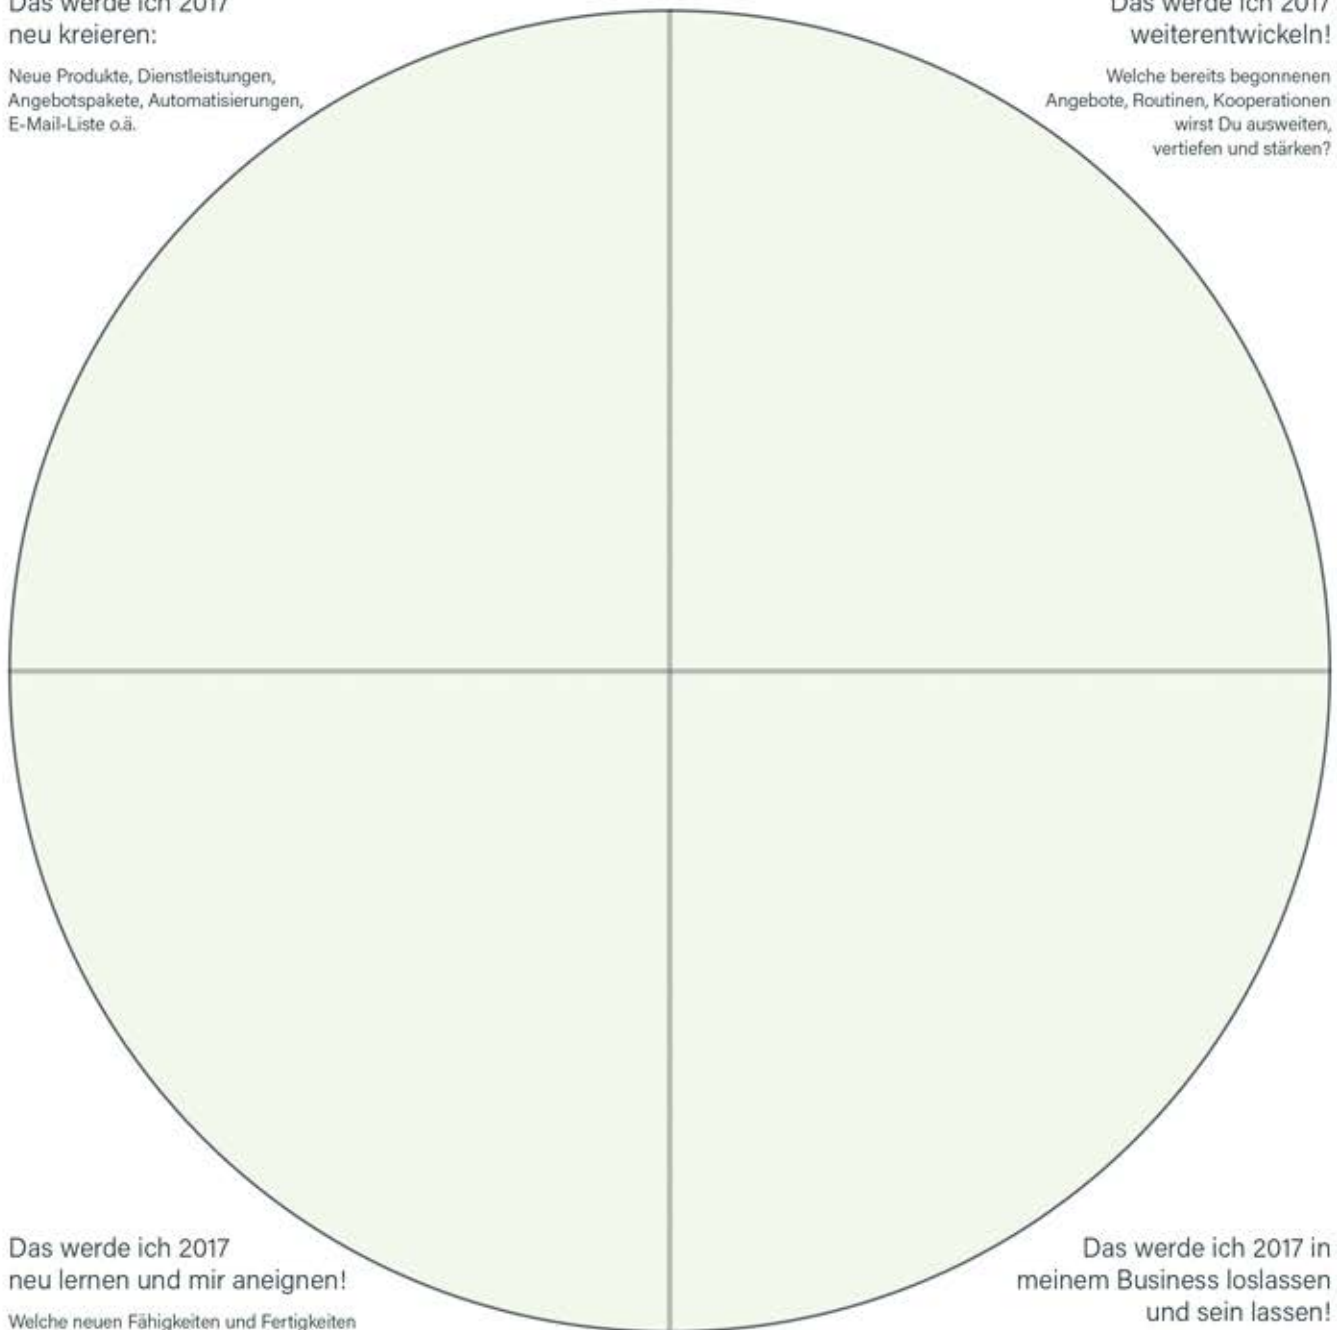 Das werde ich 2017
neu kreieren:
Neue Produkte, Dienstleistungen,
Angebotspakete, Automatisierungen,
E-Mail-Liste o.ä.
Das werde ich 2017
weiterentwickeln!
Welche bereits begonnenen
Angebote, Routinen, Kooperationen
wirst Du ausweiten,
vertiefen und stärken?
Das werde ich 2017
neu lernen und mir aneignen!
Welche neuen Fähigkeiten und Fertigkeiten
Das werde ich 2017 in
meinem Business loslassen
und sein lassen!